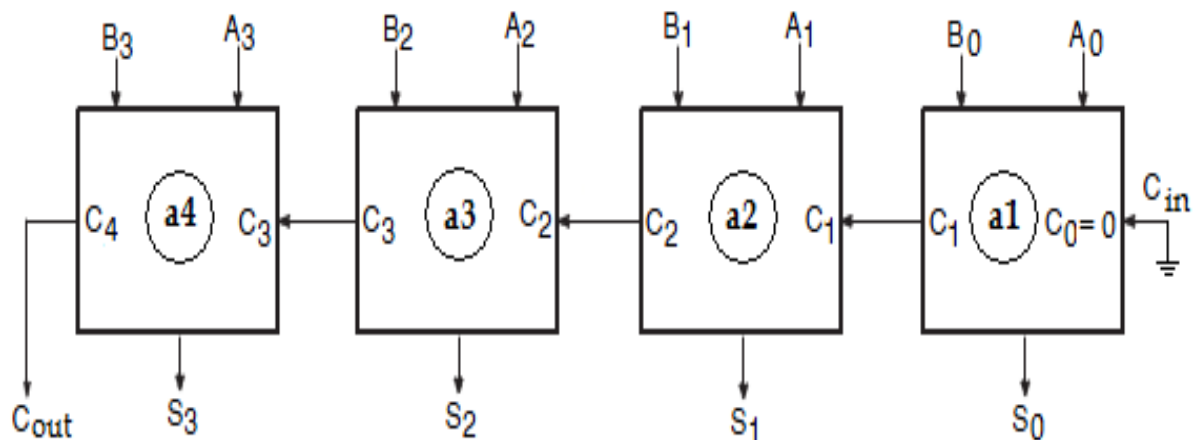 B3 A3 B2 A2 B1 A1 B0 A0
Cin
C4 a4 C3 C3 a3 C2 C2 a2 C1 C1 a1 C0= 0
Cout S3 S2 S1 S0